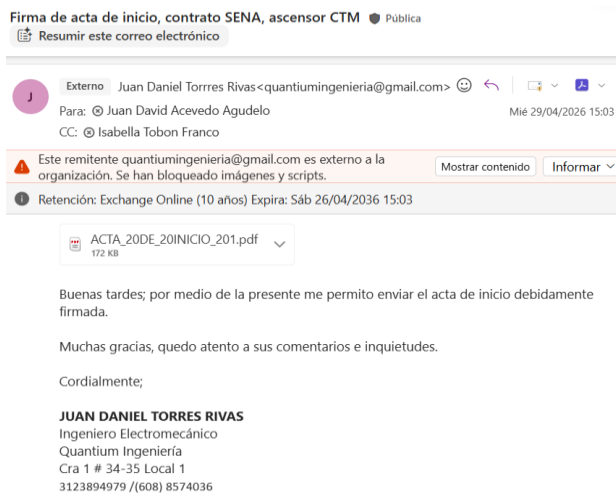 Firma de acta de inicio, contrato SENA, ascensor CTM Pública
Resumir este correo electrónico
J
Externo Juan Daniel Torrres Rivas<quantiumingenieria@gmail.com>
Para: Juan David Acevedo Agudelo
Mié 29/04/2026 15:03
CC: Isabella Tobon Franco
Este remitente quantiumingenieria@gmail.com es externo a la
organización. Se han bloqueado imágenes y scripts.
Mostrar contenido
Informar
Retención: Exchange Online (10 años) Expira: Sáb 26/04/2036 15:03
ACTA_20DE_20INICIO_201.pdf
172 KB
Buenas tardes; por medio de la presente me permito enviar el acta de inicio debidamente
firmada.
Muchas gracias, quedo atento a sus comentarios e inquietudes.
Cordialmente;
JUAN DANIEL TORRES RIVAS
Ingeniero Electromecánico
Quantium Ingeniería
Cra 1 # 34-35 Local 1
3123894979 /(608) 8574036